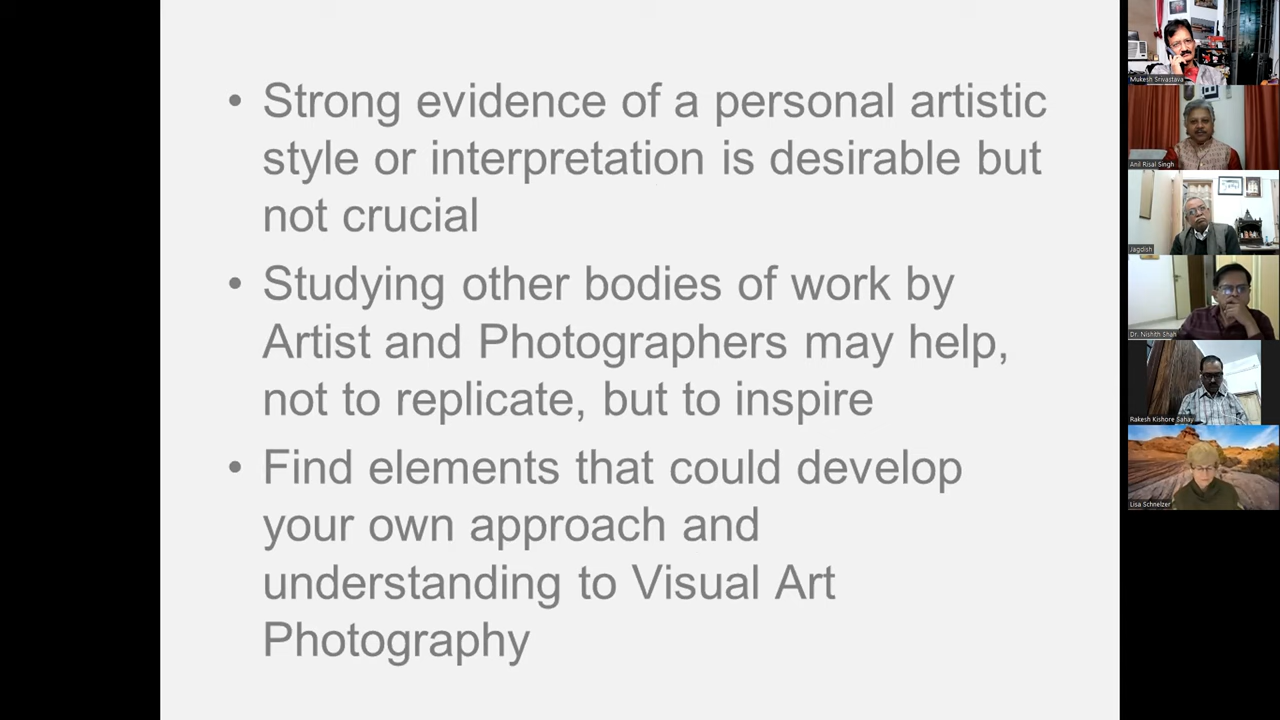 • Strong evidence of a personal artistic
style or interpretation is desirable but
not crucial
• Studying other bodies of work by
Artist and Photographers may help,
not to replicate, but to inspire
• Find elements that could develop
your own approach and
understanding to Visual Art
Photography
Mukesh Srivastava
Anil Risal Singh
Jagdish
Dr. Nishith Shah
Rakesh Kishore Sahay
Lisa Schnelzer